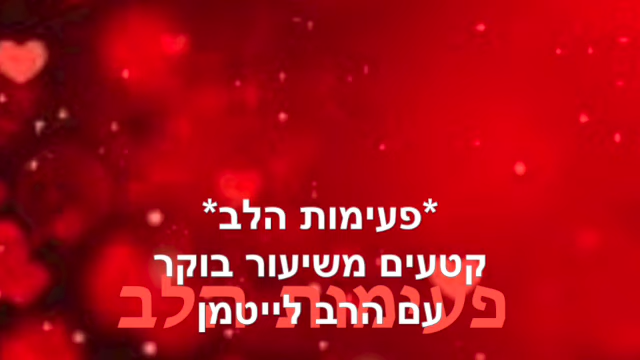 *פעימות הלב*
קטעים משיעור בוקר
עם הרב לייטמן
פעימות הלב